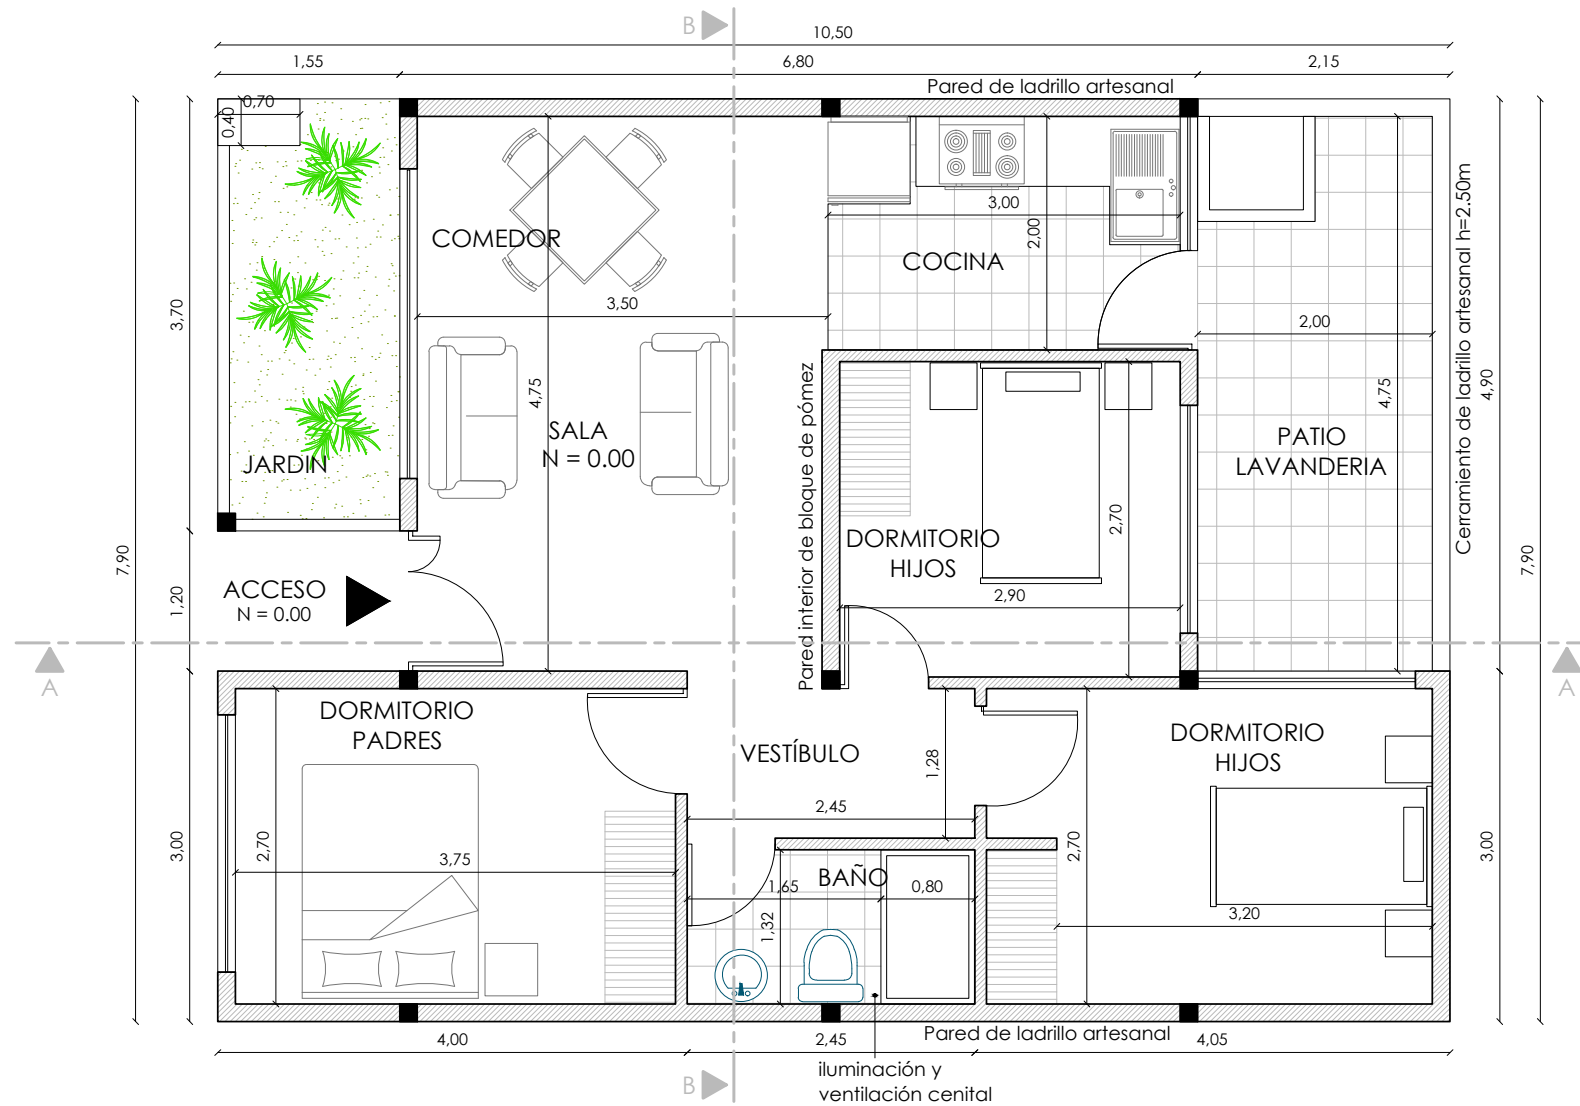 B
10,50
1,55
6,80
2,15
Pared de ladrillo artesanal
0,70
0,40
COMEDOR
3,00
2,00
COCINA
3,50
3,70
2,00
Cerramiento de ladrillo artesanal h=2.50m
4,90
4,75
4,75
SALA
N = 0.00
JARDIN
Pared interior de bloque de pómez
PATIO
LAVANDERIA
2,70
DORMITORIO
HIJOS
2,90
7,90
7,90
1,20
ACCESO
N = 0.00
A
A
DORMITORIO
PADRES
VESTÍBULO
1,28
DORMITORIO
HIJOS
2,45
3,00
2,70
3,75
2,70
3,00
BAÑO
1,65
0,80
1,32
3,20
Pared de ladrillo artesanal
4,00
2,45
4,05
iluminación y
ventilación cenital
B